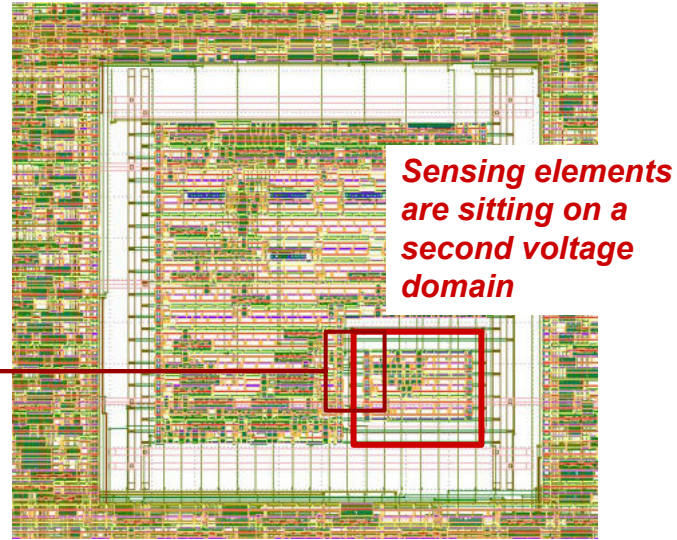 Sensing elements
are sitting on a
second voltage
domain